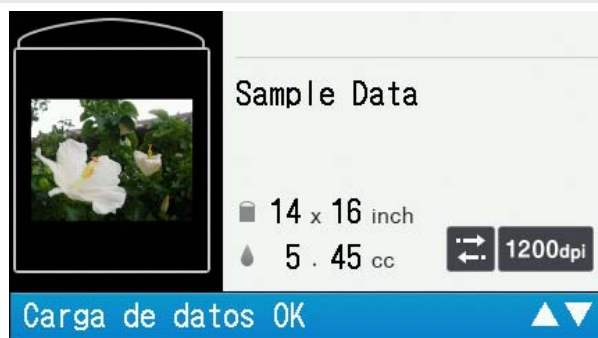 Sample Data
14 x 16 inch
5 . 45 cc
1200dpi
Carga de datos OK